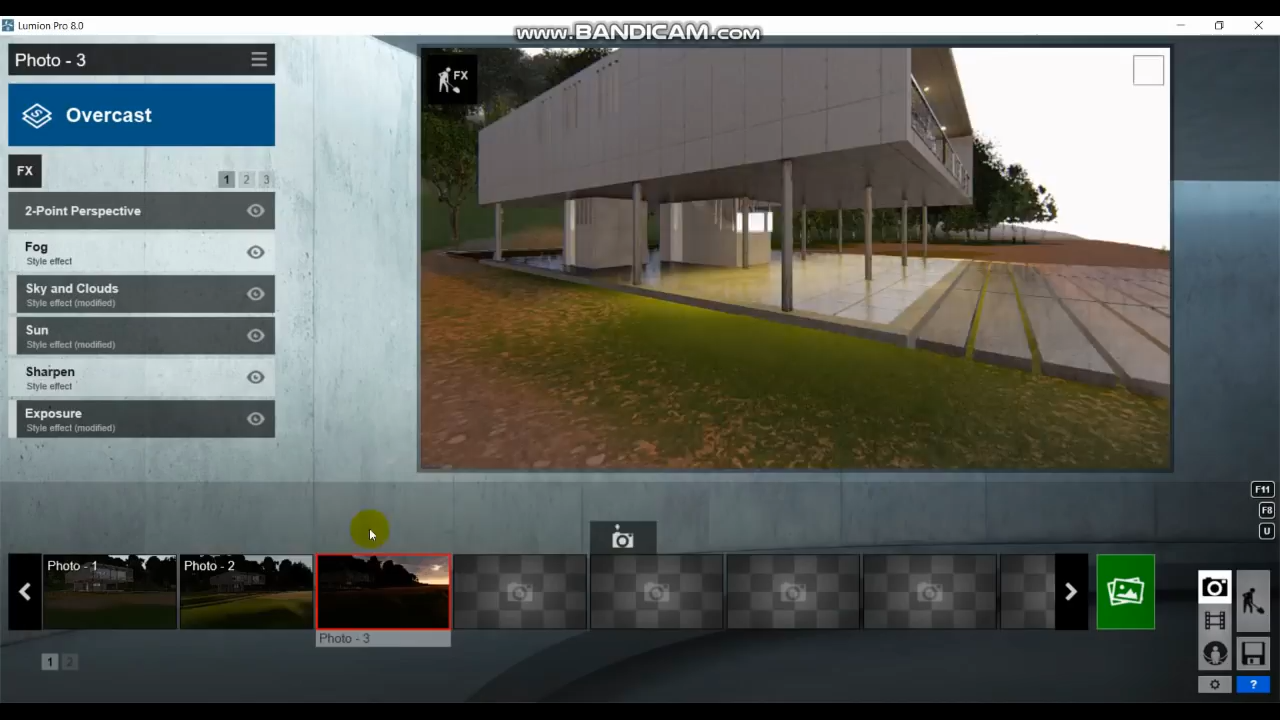 Lumion Pro 8.0
www.BANDICAM.com
Photo - 3
FX
Overcast
FX
1 2 3
2-Point Perspective
Fog
Style effect
Sky and Clouds
Style effect (modified)
Sun
Style effect (modified)
Sharpen
Style effect
Exposure
Style effect (modified)
F11
F8
U
Photo - 1
Photo - 2
Photo - 3
1 2
?